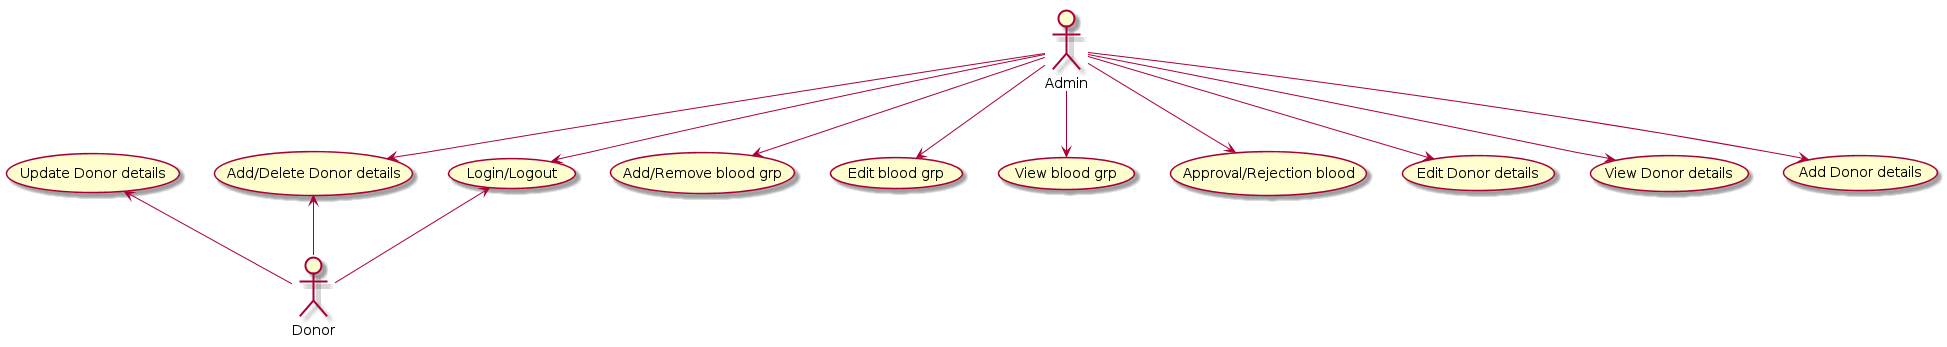 Admin
Update Donor details
Add/Delete Donor details
Login/Logout
Add/Remove blood grp
Edit blood grp
View blood grp
Approval/Rejection blood
Edit Donor details
View Donor details
Add Donor details
Donor